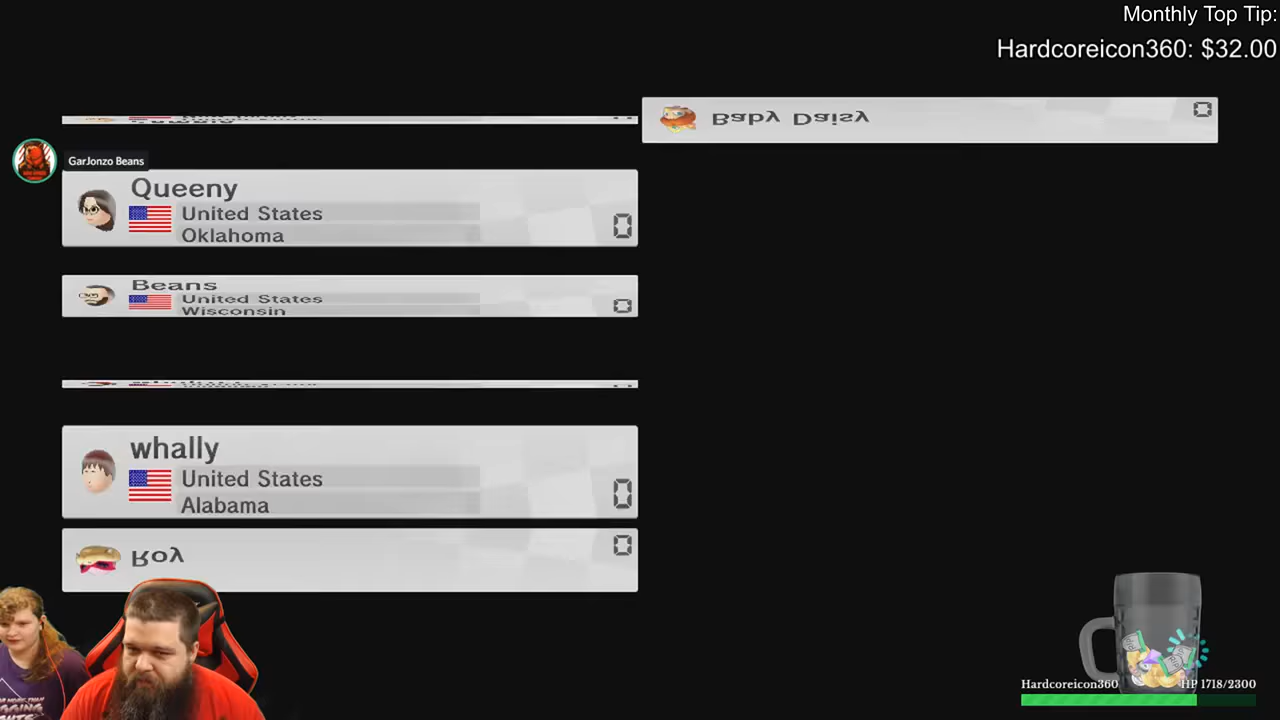 Monthly Top Tip:
Hardcoreicon360: $32.00
Baby Daisy
0
GarJonzo Beans
Queeny
United States
Oklahoma
0
Beans
United States
Wisconsin
0
whally
United States
Alabama
0
Roy
0
Hardcoreicon360
HP 1718/2300